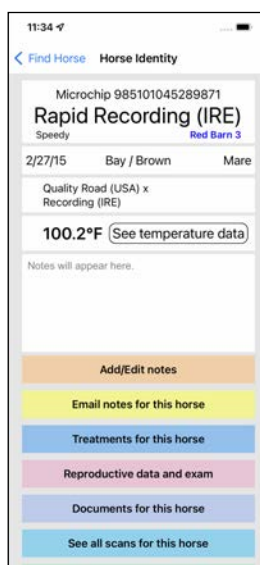 11:34
Find Horse Horse Identity
Microchip 985101045289871
Rapid Recording (IRE)
Speedy Red Barn 3
2/27/15 Bay / Brown Mare
Quality Road (USA) x
Recording (IRE)
100.2°F See temperature data
Notes will appear here.
Add/Edit notes
Email notes for this horse
Treatments for this horse
Reproductive data and exam
Documents for this horse
See all scans for this horse